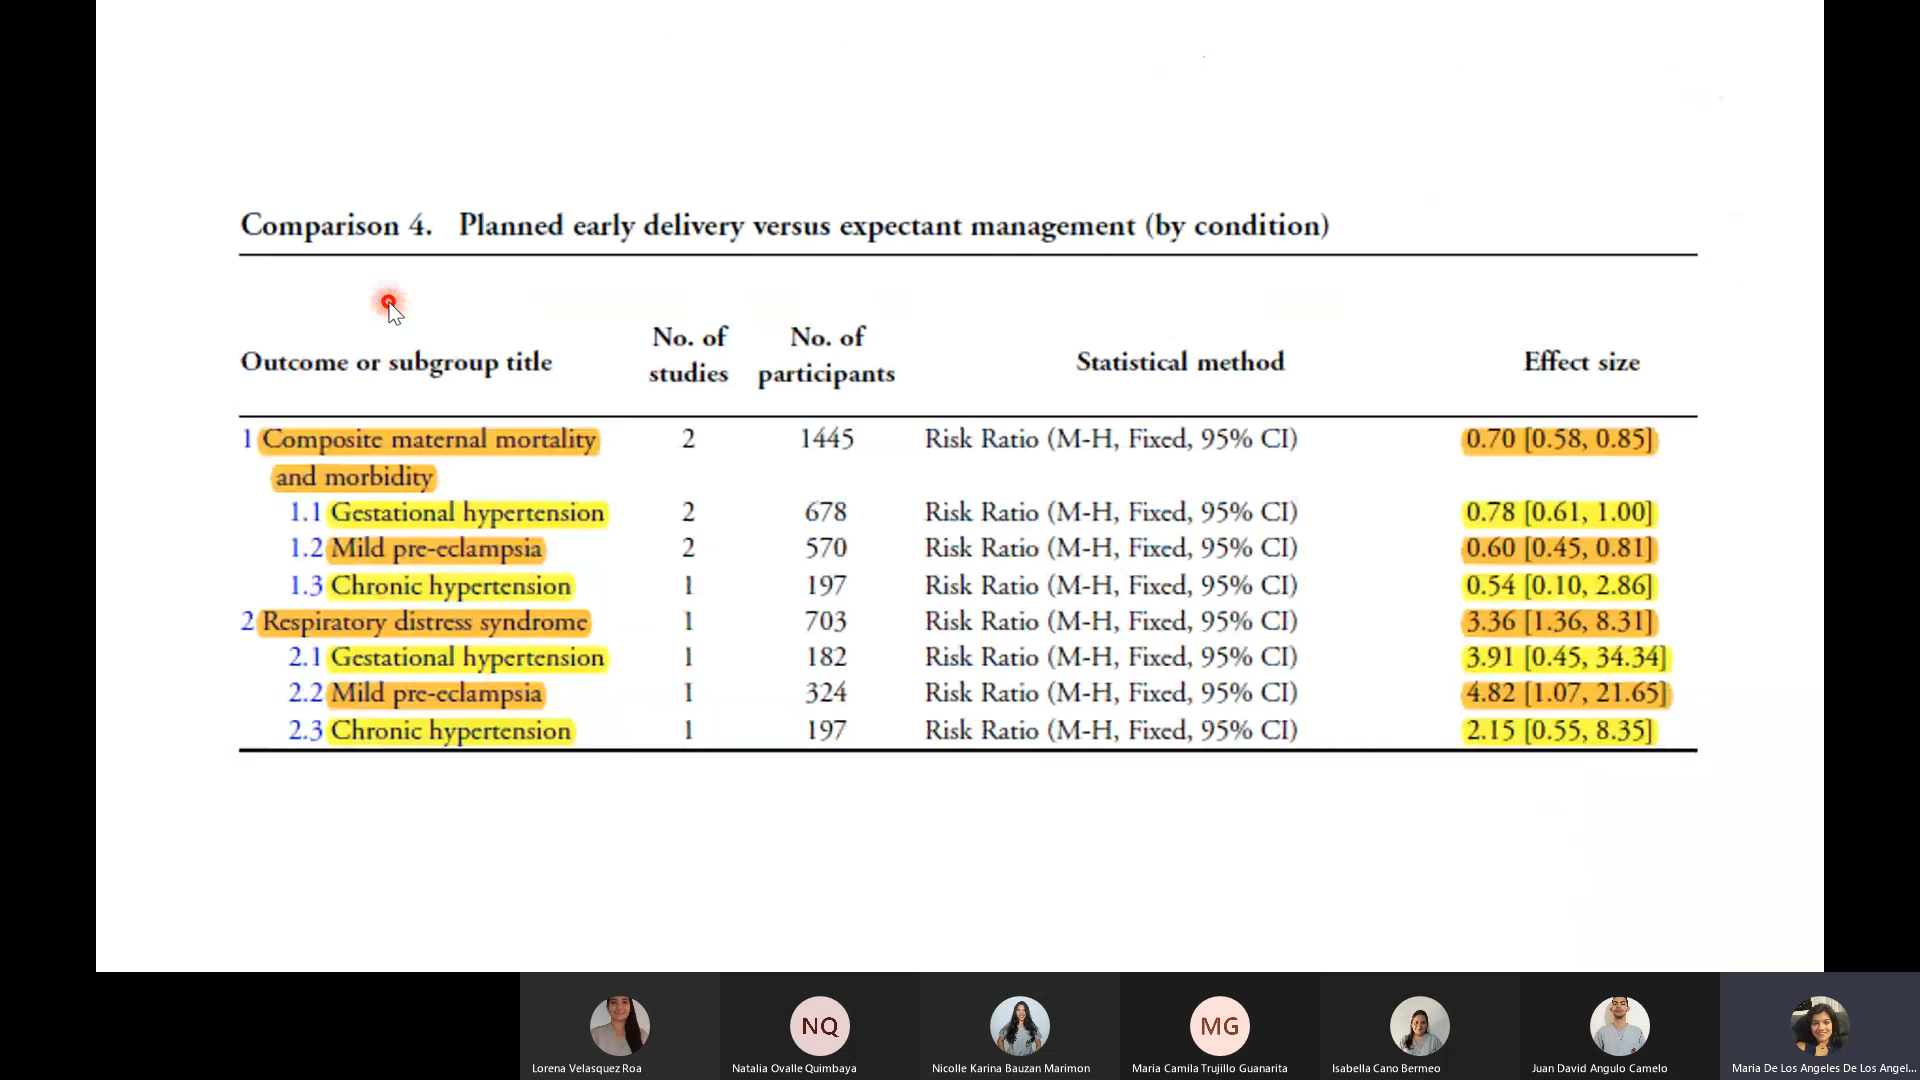 Comparison 4. Planned early delivery versus expectant management (by condition)
Outcome or subgroup title No. of studies No. of participants Statistical method Effect size
1 Composite maternal mortality and morbidity 2 1445 Risk Ratio (M-H, Fixed, 95% CI) 0.70 [0.58, 0.85]
1.1 Gestational hypertension 2 678 Risk Ratio (M-H, Fixed, 95% CI) 0.78 [0.61, 1.00]
1.2 Mild pre-eclampsia 2 570 Risk Ratio (M-H, Fixed, 95% CI) 0.60 [0.45, 0.81]
1.3 Chronic hypertension 1 197 Risk Ratio (M-H, Fixed, 95% CI) 0.54 [0.10, 2.86]
2 Respiratory distress syndrome 1 703 Risk Ratio (M-H, Fixed, 95% CI) 3.36 [1.36, 8.31]
2.1 Gestational hypertension 1 182 Risk Ratio (M-H, Fixed, 95% CI) 3.91 [0.45, 34.34]
2.2 Mild pre-eclampsia 1 324 Risk Ratio (M-H, Fixed, 95% CI) 4.82 [1.07, 21.65]
2.3 Chronic hypertension 1 197 Risk Ratio (M-H, Fixed, 95% CI) 2.15 [0.55, 8.35]
NQ MG
Lorena Velasquez Roa Natalia Ovalle Quimbaya Nicolle Karina Bauzan Marimon Maria Camila Trujillo Guanarita Isabella Cano Bermeo Juan David Angulo Camelo Maria De Los Angeles De Los Angel...